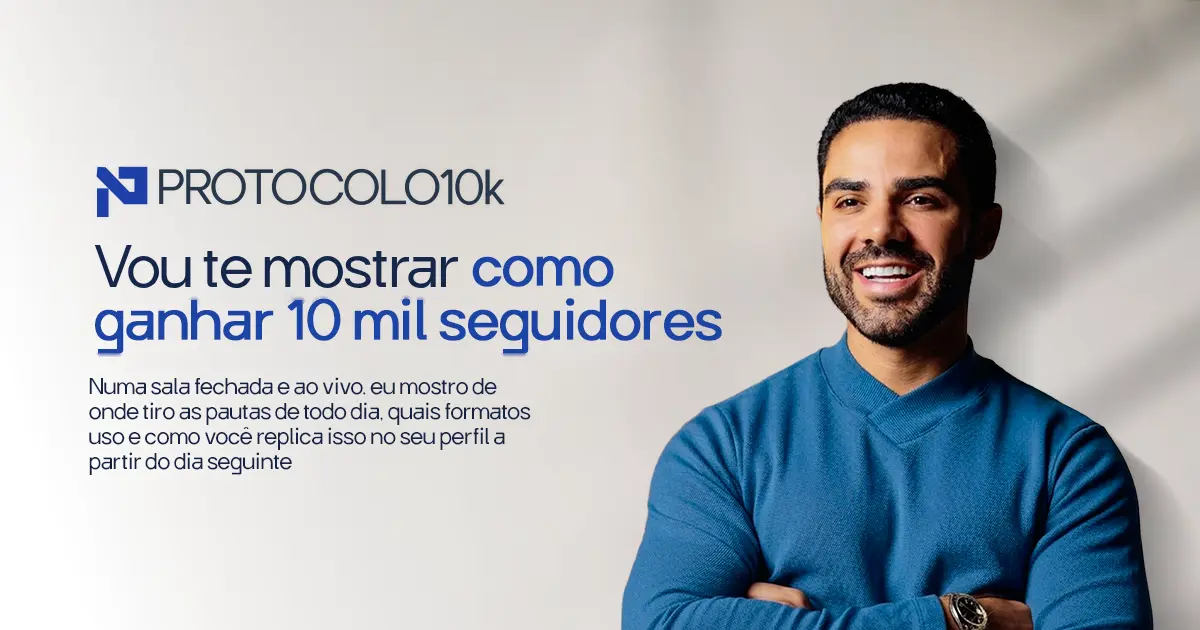 PROTOCOLO10k
Vou te mostrar como
ganhar 10 mil seguidores
Numa sala fechada e ao vivo, eu mostro de
onde tiro as pautas de todo dia, quais formatos
uso e como você replica isso no seu perfil a
partir do dia seguinte